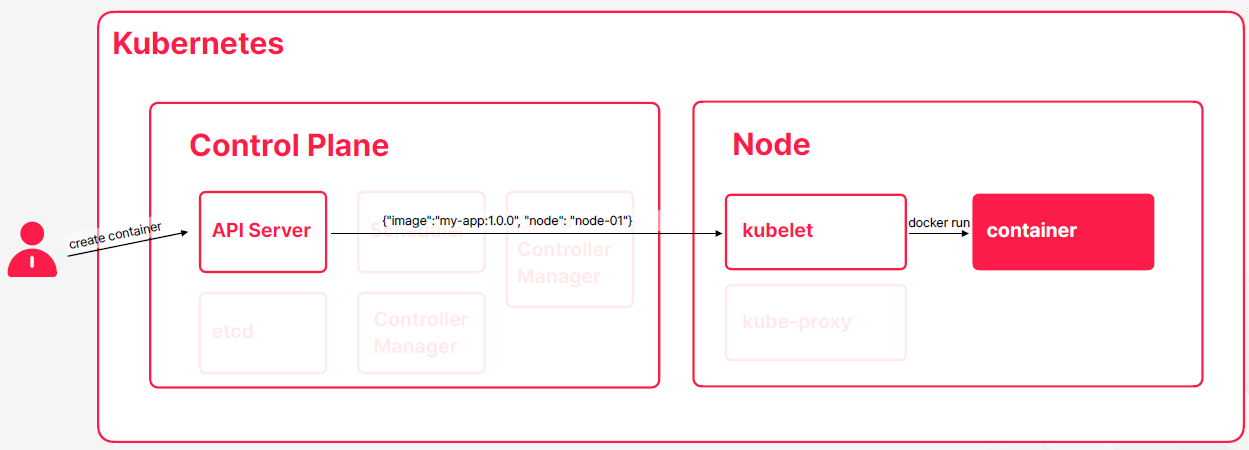 Kubernetes
Control Plane
Node
create container
API Server
Scheduler
{"image":"my-app:1.0.0", "node": "node-01"}
Controller
Manager
kubelet
docker run
container
etcd
Controller
Manager
kube-proxy